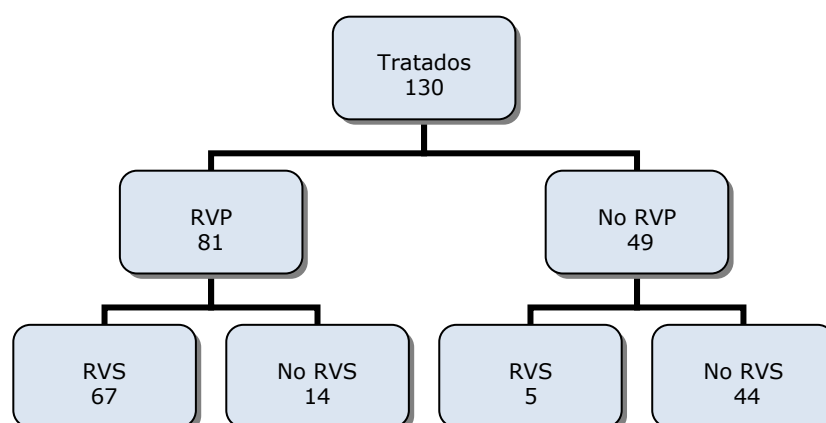 Tratados
130
RVP
81
No RVP
49
RVS
67
No RVS
14
RVS
5
No RVS
44